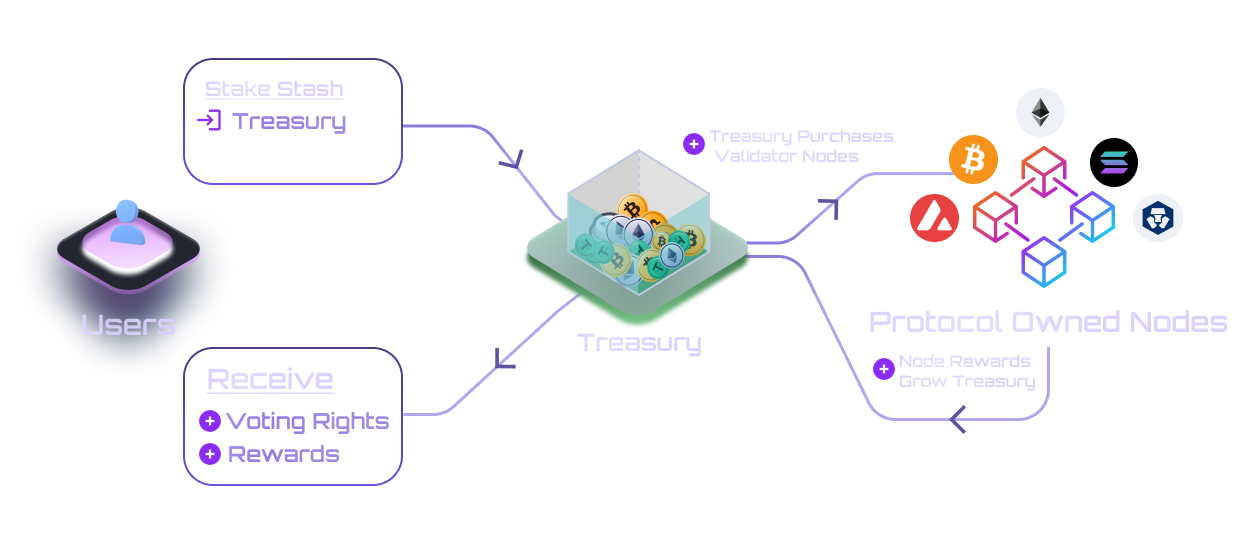 Stake Stash
Treasury
Treasury Purchases
Validator Nodes
Users
Treasury
Protocol Owned Nodes
Node Rewards
Grow Treasury
Receive
Voting Rights
Rewards